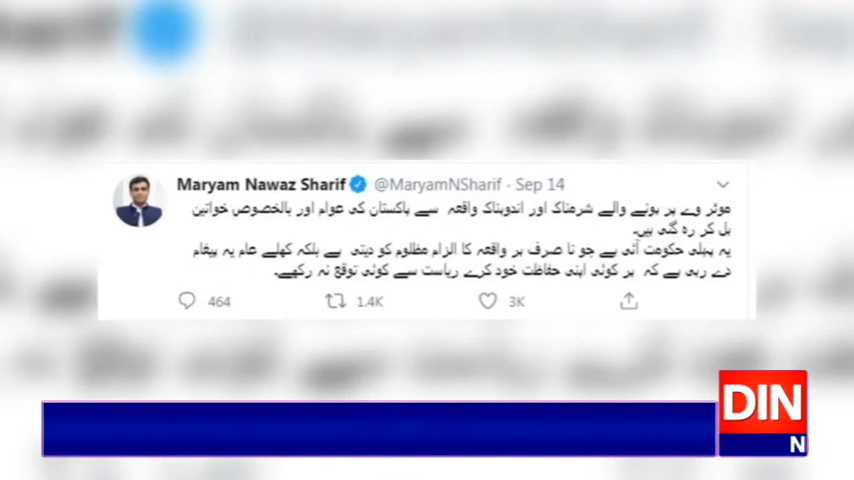 Maryam Nawaz Sharif @MaryamNSharif · Sep 14
موٹر وے پر ہونے والے شرمناک اور اندوہناک واقعہ سے پاکستان کی عوام اور بالخصوص خواتین
ہل کر رہ گئی ہیں۔
یہ پہلی حکومت آئی ہے جو نا صرف ہر واقعہ کا الزام مظلوم کو دیتی ہے بلکہ کھلے عام یہ پیغام
دے رہی ہے کہ ہر کوئی اپنی حفاظت خود کرے ریاست سے کوئی توقع نہ رکھے۔
464 1.4K 3K
DIN
N